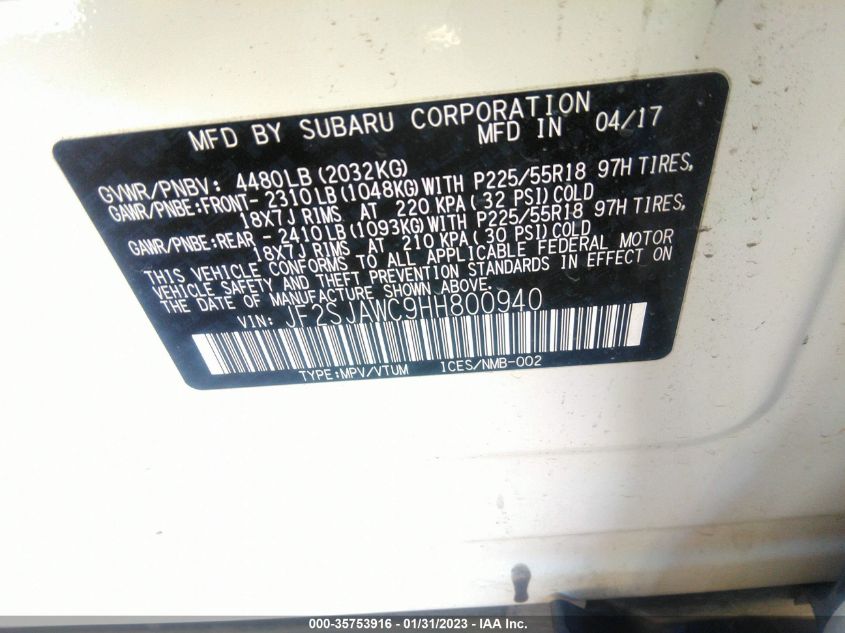 MFD BY SUBARU CORPORATION
MFD IN 04/17
GVWR/PNBV: 4480LB (2032KG)
GAWR/PNBE:FRONT- 2310LB (1048KG) WITH P225/55R18 97H TIRES,
18X7J RIMS AT 220 KPA (32 PSI) COLD
GAWR/PNBE:REAR - 2410LB (1093KG) WITH P225/55R18 97H TIRES,
18X7J RIMS AT 210 KPA (30 PSI) COLD
THIS VEHICLE CONFORMS TO ALL APPLICABLE FEDERAL MOTOR
VEHICLE SAFETY AND THEFT PREVENTION STANDARD IN EFFECT ON
THE DATE OF MANUFACTURE SHOWN ABOVE.
VIN: JF2SJAWC9HH800940
TYPE:MPV/VTUM ICES/NMB-002
000-35753916 - 01/31/2023 - IAA Inc.